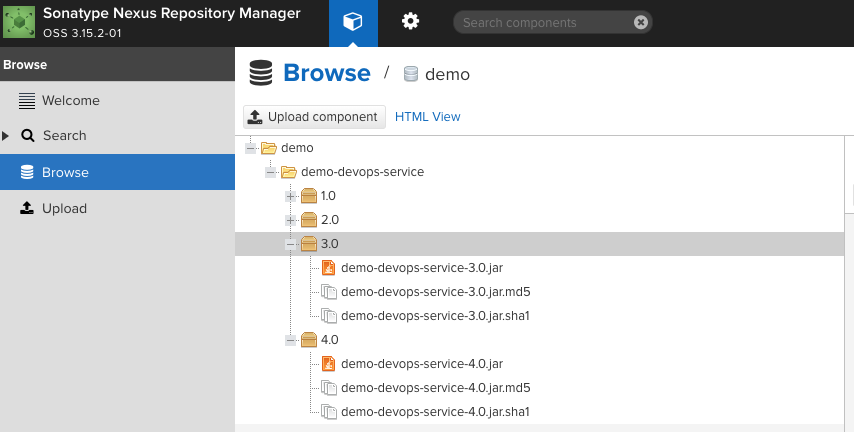 Sonatype Nexus Repository Manager
OSS 3.15.2-01
Search components
Browse
Welcome
Search
Browse
Upload
Browse / demo
Upload component HTML View
demo
demo-devops-service
1.0
2.0
3.0
demo-devops-service-3.0.jar
demo-devops-service-3.0.jar.md5
demo-devops-service-3.0.jar.sha1
4.0
demo-devops-service-4.0.jar
demo-devops-service-4.0.jar.md5
demo-devops-service-4.0.jar.sha1